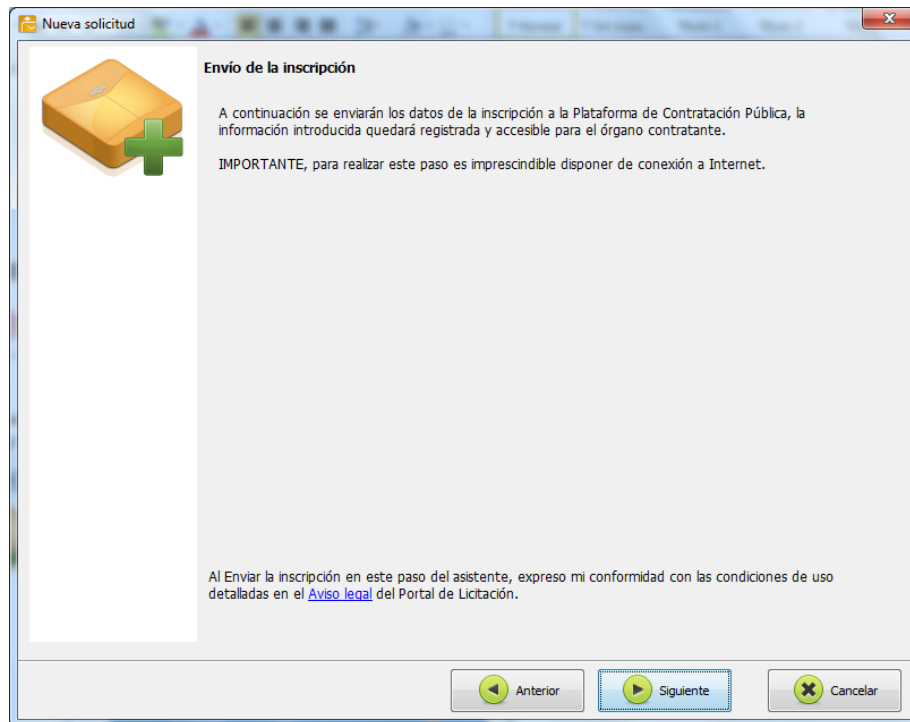 Nueva solicitud
Envío de la inscripción
A continuación se enviarán los datos de la inscripción a la Plataforma de Contratación Pública, la
información introducida quedará registrada y accesible para el órgano contratante.
IMPORTANTE, para realizar este paso es imprescindible disponer de conexión a Internet.
Al Enviar la inscripción en este paso del asistente, expreso mi conformidad con las condiciones de uso
detalladas en el Aviso legal del Portal de Licitación.
Anterior
Siguiente
Cancelar